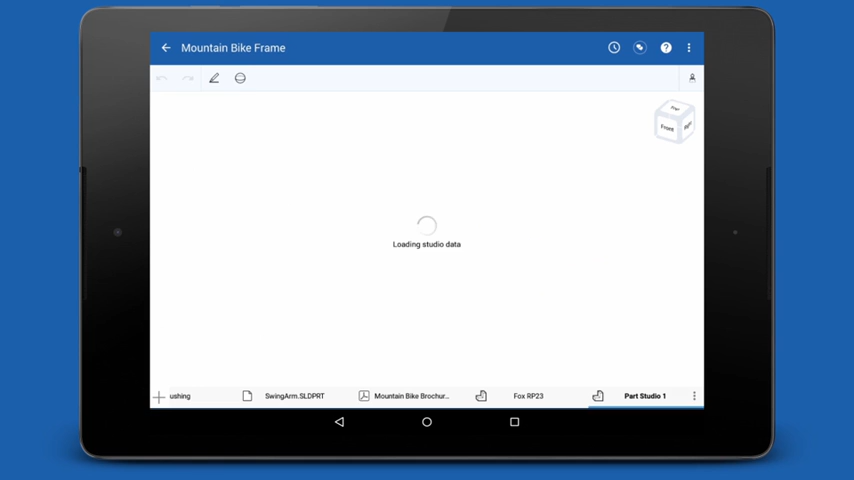 Mountain Bike Frame
Front
Loading studio data
ushing
SwingArm.SLDPRT
Mountain Bike Brochur...
Fox RP23
Part Studio 1